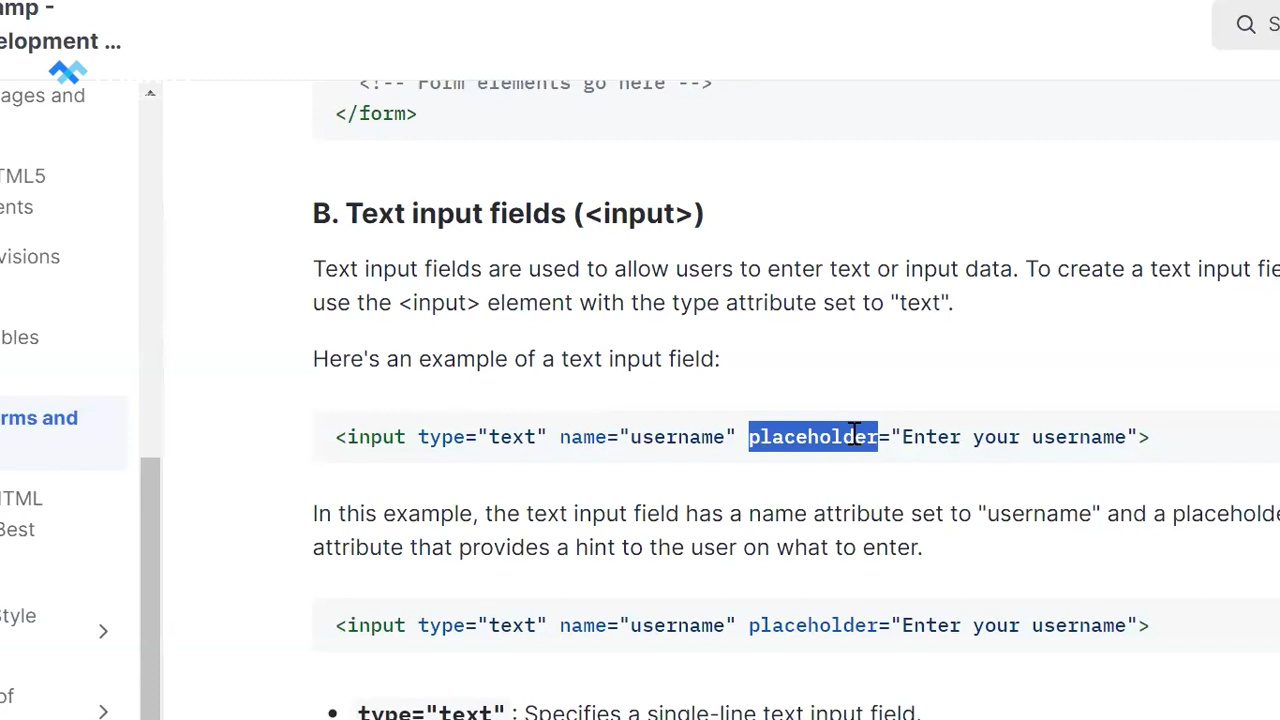 amp -
elopment ...
S
ages and
TML5
ents
visions
bles
rms and
HTML
Best
Style
of
<!-- Form elements go here -->
</form>
B. Text input fields (<input>)
Text input fields are used to allow users to enter text or input data. To create a text input fie
use the <input> element with the type attribute set to "text".
Here's an example of a text input field:
<input type="text" name="username" placeholder="Enter your username">
In this example, the text input field has a name attribute set to "username" and a placeholde
attribute that provides a hint to the user on what to enter.
<input type="text" name="username" placeholder="Enter your username">
• type="text" : Specifies a single-line text input field.